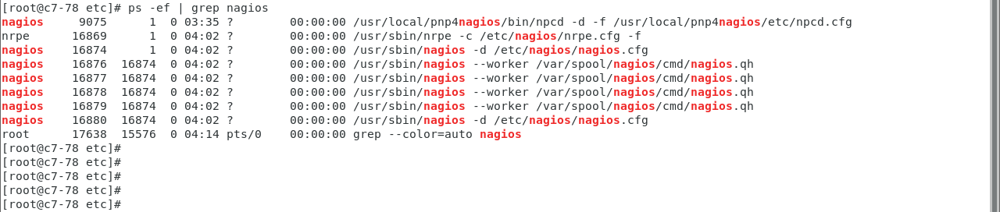 [root@c7-78 etc]# ps -ef | grep nagios
nagios     9075      1  0 03:35 ?        00:00:00 /usr/local/pnp4nagios/bin/npcd -d -f /usr/local/pnp4nagios/etc/npcd.cfg
nrpe      16869      1  0 04:02 ?        00:00:00 /usr/sbin/nrpe -c /etc/nagios/nrpe.cfg -f
nagios    16874      1  0 04:02 ?        00:00:00 /usr/sbin/nagios -d /etc/nagios/nagios.cfg
nagios    16876  16874  0 04:02 ?        00:00:00 /usr/sbin/nagios --worker /var/spool/nagios/cmd/nagios.qh
nagios    16877  16874  0 04:02 ?        00:00:00 /usr/sbin/nagios --worker /var/spool/nagios/cmd/nagios.qh
nagios    16878  16874  0 04:02 ?        00:00:00 /usr/sbin/nagios --worker /var/spool/nagios/cmd/nagios.qh
nagios    16879  16874  0 04:02 ?        00:00:00 /usr/sbin/nagios --worker /var/spool/nagios/cmd/nagios.qh
nagios    16880  16874  0 04:02 ?        00:00:00 /usr/sbin/nagios -d /etc/nagios/nagios.cfg
root      17638  15576  0 04:14 pts/0    00:00:00 grep --color=auto nagios
[root@c7-78 etc]#
[root@c7-78 etc]#
[root@c7-78 etc]#
[root@c7-78 etc]#
[root@c7-78 etc]#